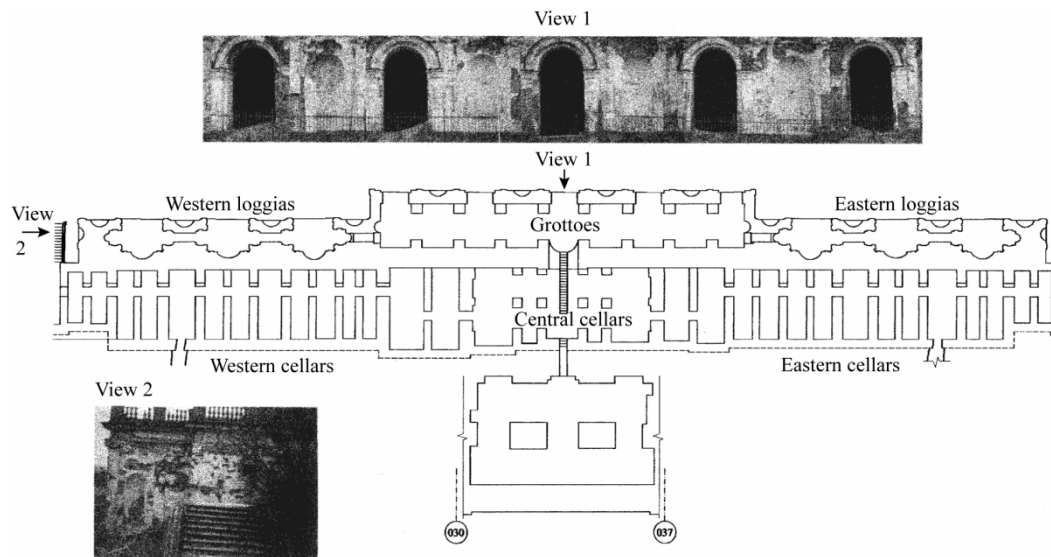 View 1
View 1
Western loggias
Eastern loggias
View
2
Grottoes
Central cellars
Western cellars
Eastern cellars
View 2
030
037